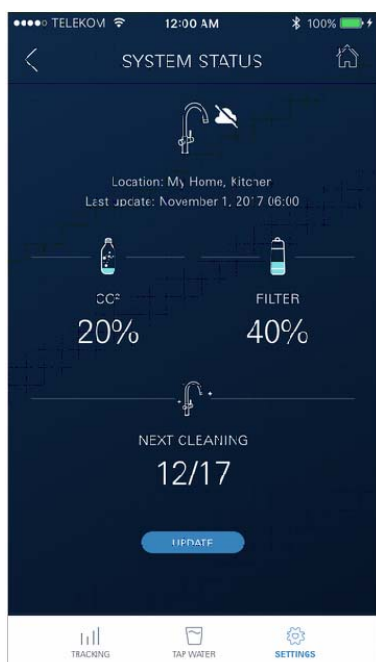 TELEKOM 12:00 AM 100%
SYSTEM STATUS
Location: My Home, Kitchen
Last update: November 1, 2017 06:00
CO² FILTER
20% 40%
NEXT CLEANING
12/17
UPDATE
TRACKING TAP WATER SETTINGS